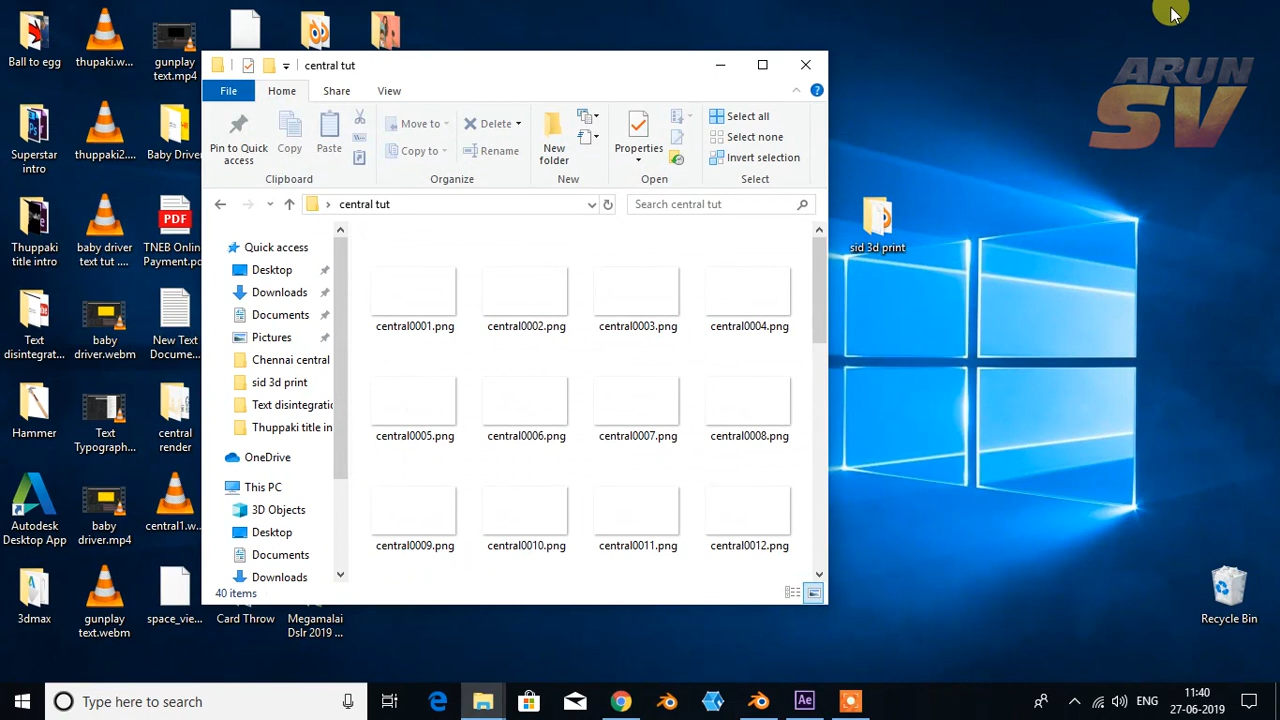 ARUN
SV
Ball to egg
thupaki.w...
gunplay
text.mp4
Superstar
intro
thuppaki2....
Baby Driver
Thuppaki
title intro
baby driver
text tut ....
PDF
TNEB Online
Payment.pd
Text
disintegrat...
baby
driver.webm
New Text
Docume...
Hammer
Text
Typograph...
central
render
Autodesk
Desktop App
baby
driver.mp4
central1.w...
3dmax
gunplay
text.webm
space_vie...
Card Throw
Megamalai
Dslr 2019 ...
sid 3d print
Recycle Bin
central tut
File
Home
Share
View
Pin to Quick
access
Copy
Paste
Clipboard
Move to
Copy to
Delete
Rename
Organize
New
folder
New
Properties
Open
Select all
Select none
Invert selection
Select
central tut
Search central tut
Quick access
Desktop
Downloads
Documents
Pictures
Chennai central
sid 3d print
Text disintegratio
Thuppaki title in
OneDrive
This PC
3D Objects
Desktop
Documents
Downloads
central0001.png
central0002.png
central0003.png
central0004.png
central0005.png
central0006.png
central0007.png
central0008.png
central0009.png
central0010.png
central0011.png
central0012.png
40 items
Type here to search
Ae
ENG
11:40
27-06-2019